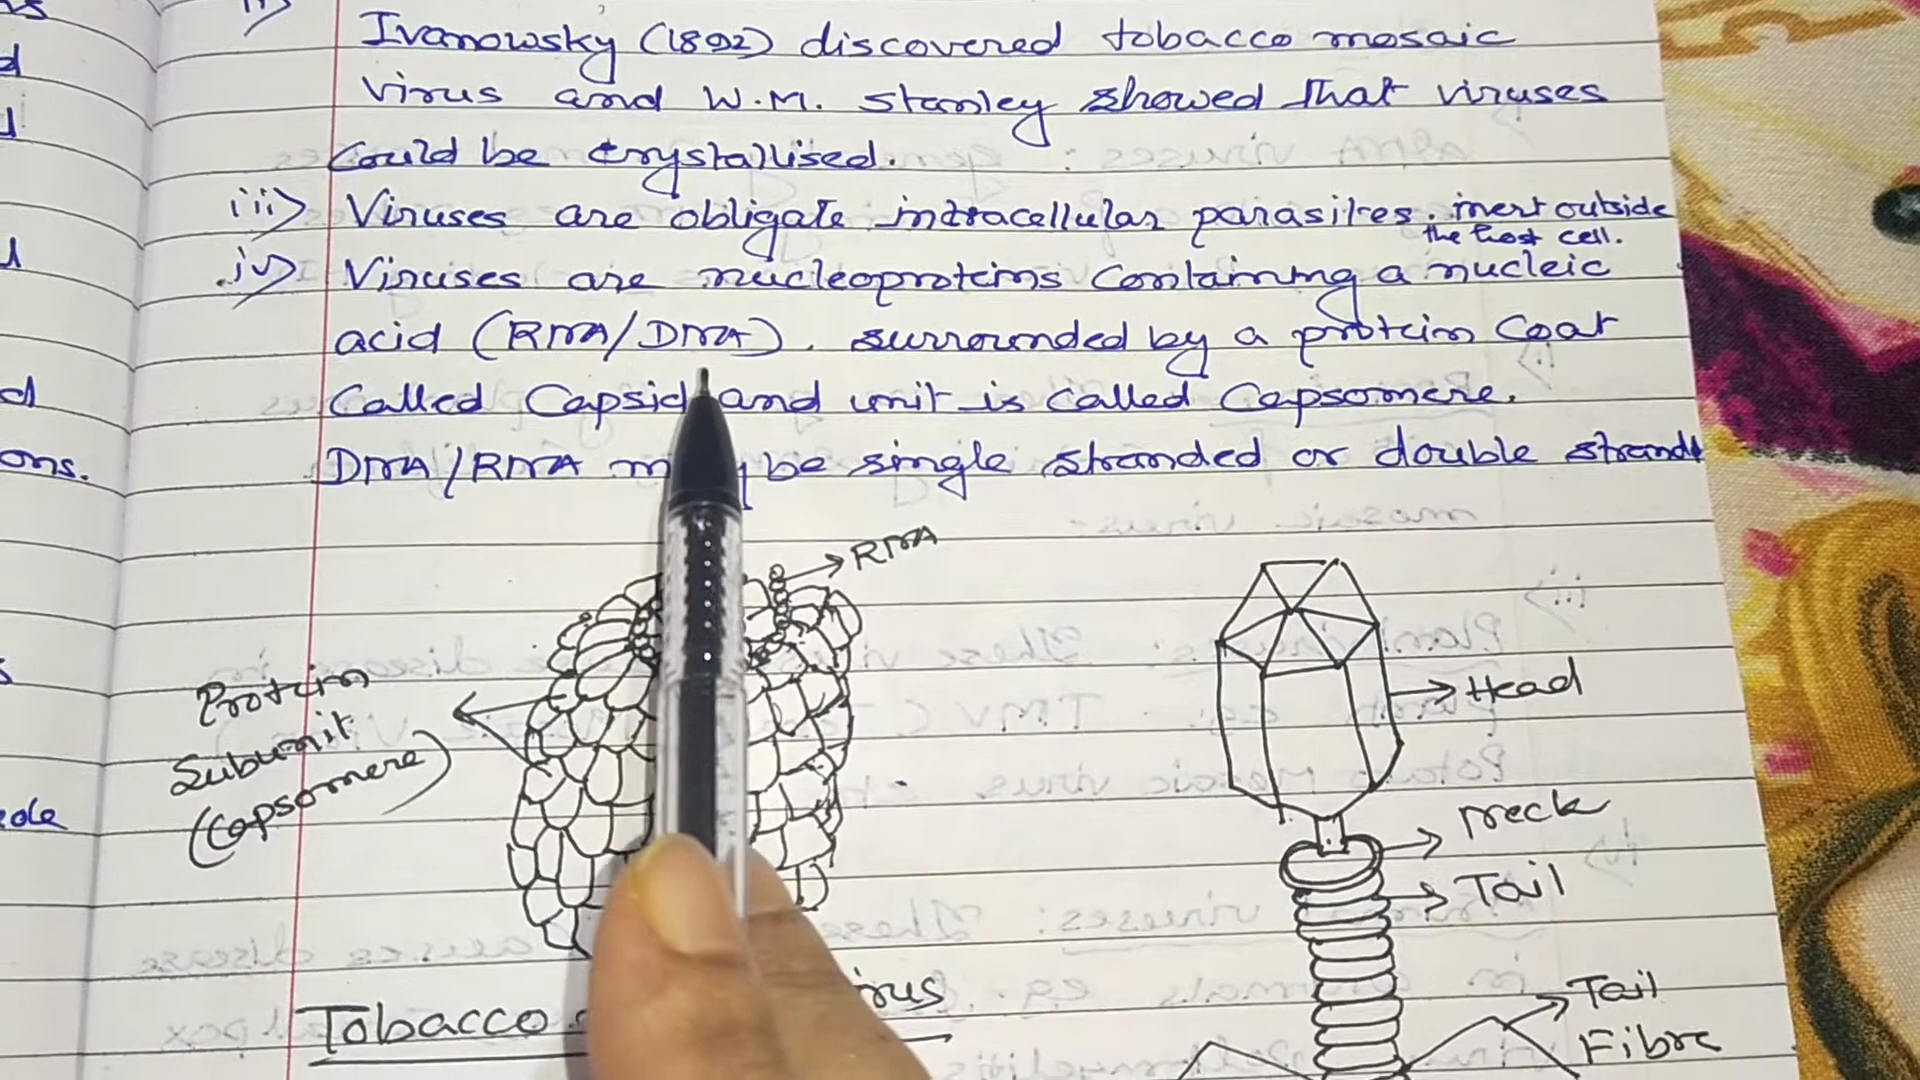 ii)
Ivanowsky (1892) discovered tobacco mosaic
virus and W.M. Stanley showed that viruses
could be crystallised.
iii) Viruses are obligate intracellular parasites. inert outside
the host cell.
iv) Viruses are nucleoproteins containing a nucleic
acid (RNA/DNA). surrounded by a protein coat
called Capsid and unit is called Capsomere.
DNA/RNA may be single stranded or double strand
ons.
RNA
Protein
Subunit
(Capsomere)
Head
Neck
Tail
Tail
Fibre
Tobacco